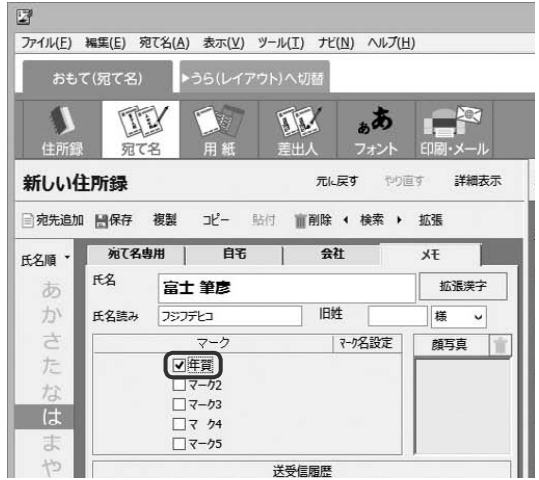 ファイル(F) 編集(E) 宛て名(A) 表示(V) ツール(I) ナビ(N) ヘルプ(H)
おもて(宛て名) ▶うら(レイアウト)へ切替
住所録 宛て名 用紙 差出人 フォント 印刷・メール
新しい住所録 元に戻す やり直す 詳細表示
宛先追加 保存 複製 コピー 貼付 削除 検索 拡張
氏名順 宛て名専用 自宅 会社 メモ
あ 氏名 富士 筆彦 拡張漢字
か 氏名読み フジフデヒコ 旧姓 様
さ マーク マーク名設定 顔写真
た ☑年賀
な □マーク2
は □マーク3
ま □マーク4
や □マーク5
送受信履歴